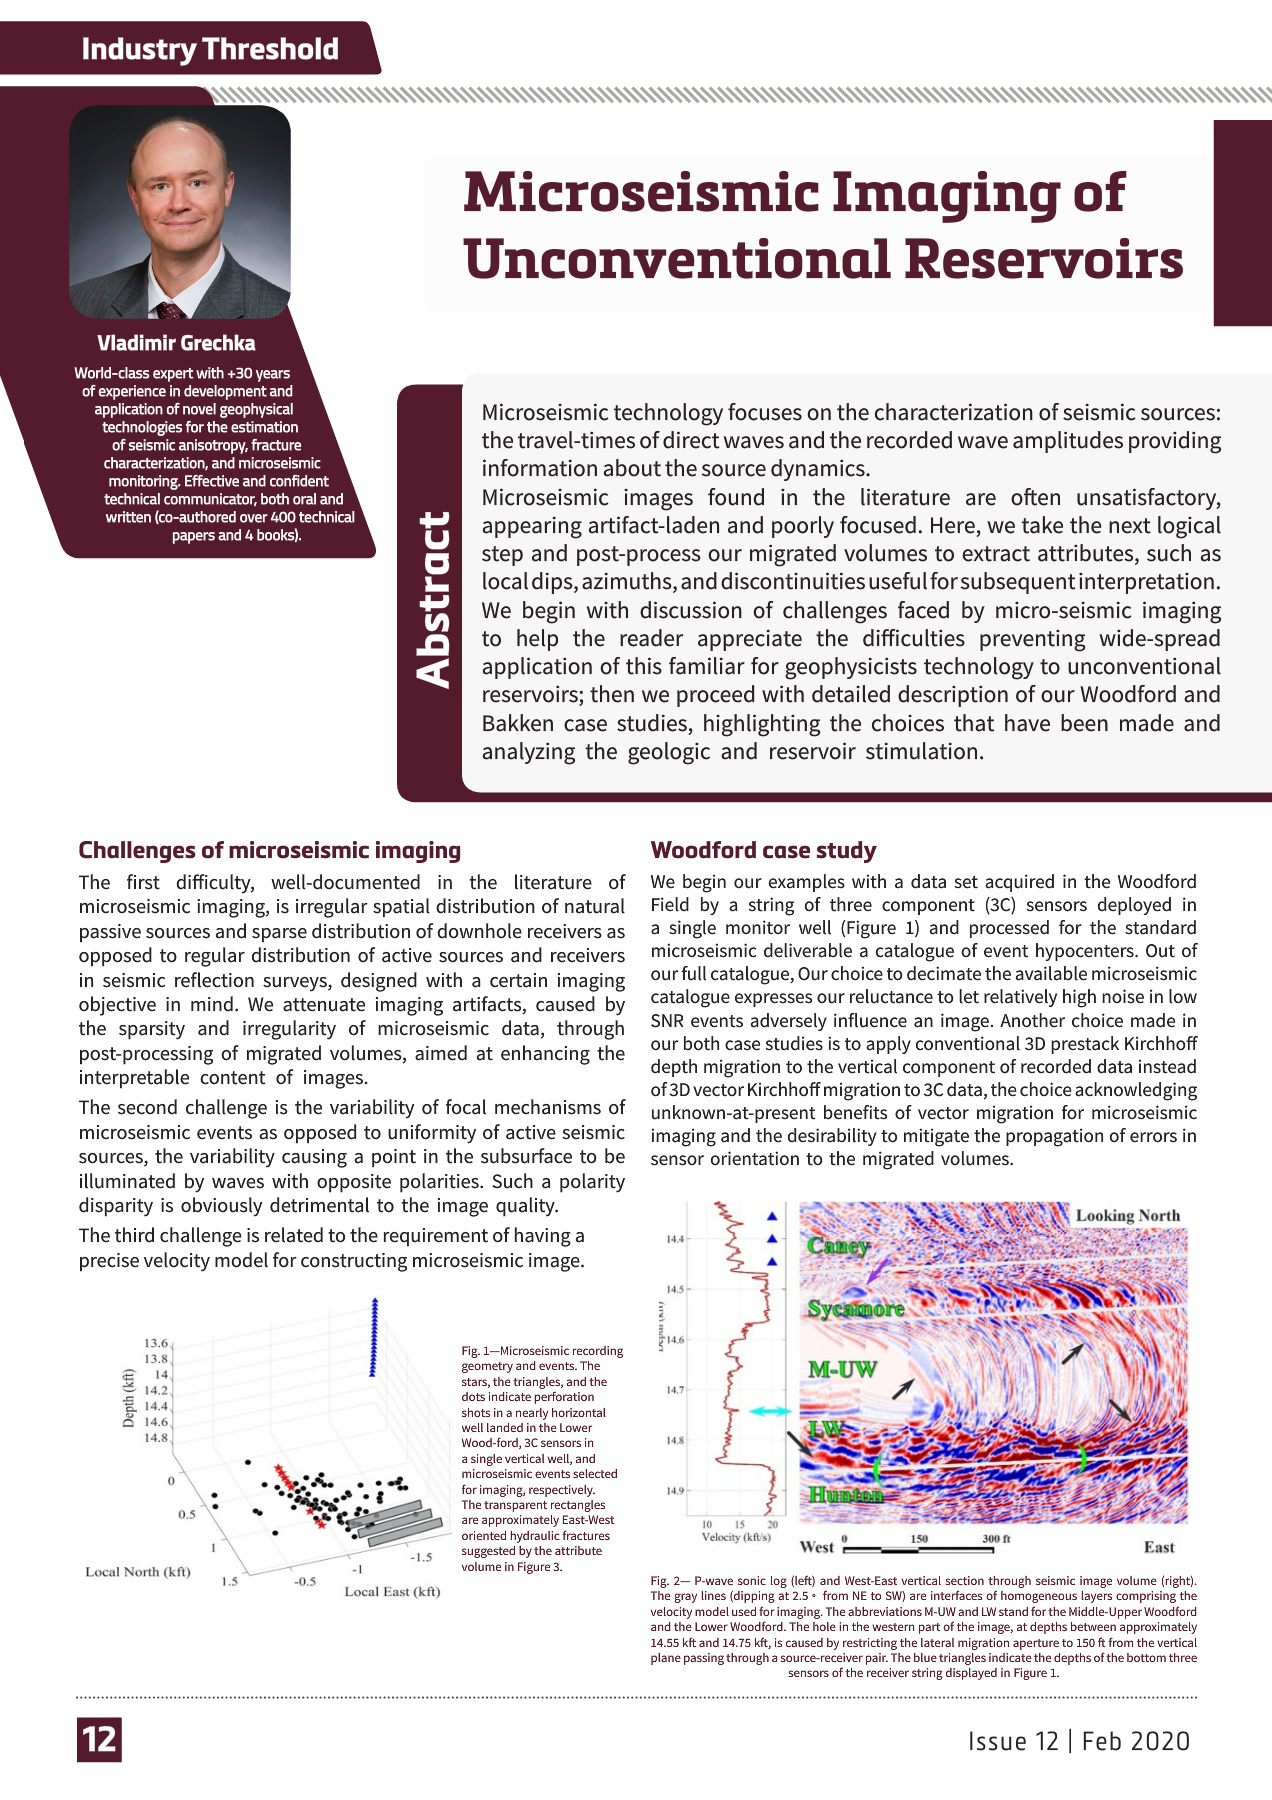 Industry Threshold
Microseismic Imaging of
Unconventional Reservoirs
Vladimir Grechka
World-class expert with +30 years
of experience in development and
application of novel geophysical
technologies for the estimation
of seismic anisotropy, fracture
characterization, and microseismic
monitoring. Effective and confident
technical communicator, both oral and
written (co-authored over 400 technical
papers and 4 books).
Abstract
Microseismic technology focuses on the characterization of seismic sources:
the travel-times of direct waves and the recorded wave amplitudes providing
information about the source dynamics.
Microseismic images found in the literature are often unsatisfactory,
appearing artifact-laden and poorly focused. Here, we take the next logical
step and post-process our migrated volumes to extract attributes, such as
local dips, azimuths, and discontinuities useful for subsequent interpretation.
We begin with discussion of challenges faced by micro-seismic imaging
to help the reader appreciate the difficulties preventing wide-spread
application of this familiar for geophysicists technology to unconventional
reservoirs; then we proceed with detailed description of our Woodford and
Bakken case studies, highlighting the choices that have been made and
analyzing the geologic and reservoir stimulation.
Challenges of microseismic imaging
The first difficulty, well-documented in the literature of
microseismic imaging, is irregular spatial distribution of natural
passive sources and sparse distribution of downhole receivers as
opposed to regular distribution of active sources and receivers
in seismic reflection surveys, designed with a certain imaging
objective in mind. We attenuate imaging artifacts, caused by
the sparsity and irregularity of microseismic data, through
post-processing of migrated volumes, aimed at enhancing the
interpretable content of images.
The second challenge is the variability of focal mechanisms of
microseismic events as opposed to uniformity of active seismic
sources, the variability causing a point in the subsurface to be
illuminated by waves with opposite polarities. Such a polarity
disparity is obviously detrimental to the image quality.
The third challenge is related to the requirement of having a
precise velocity model for constructing microseismic image.
13.6
13.8
14
14.2
14.4
14.6
14.8
Depth (kft)
0
0.5
1
1.5
Local North (kft)
-0.5
-1
-1.5
Local East (kft)
Fig. 1—Microseismic recording
geometry and events. The
stars, the triangles, and the
dots indicate perforation
shots in a nearly horizontal
well landed in the Lower
Wood-ford, 3C sensors in
a single vertical well, and
microseismic events selected
for imaging, respectively.
The transparent rectangles
are approximately East-West
oriented hydraulic fractures
suggested by the attribute
volume in Figure 3.
Woodford case study
We begin our examples with a data set acquired in the Woodford
Field by a string of three component (3C) sensors deployed in
a single monitor well (Figure 1) and processed for the standard
microseismic deliverable a catalogue of event hypocenters. Out of
our full catalogue, Our choice to decimate the available microseismic
catalogue expresses our reluctance to let relatively high noise in low
SNR events adversely influence an image. Another choice made in
our both case studies is to apply conventional 3D prestack Kirchhoff
depth migration to the vertical component of recorded data instead
of 3D vector Kirchhoff migration to 3C data, the choice acknowledging
unknown-at-present benefits of vector migration for microseismic
imaging and the desirability to mitigate the propagation of errors in
sensor orientation to the migrated volumes.
14.4
14.5
14.6
14.7
14.8
14.9
10 15 20
Velocity (kft/s)
Looking North
Caney
Sycamore
M-UW
LW
Hunton
West 0 150 300 ft East
Fig. 2— P-wave sonic log (left) and West-East vertical section through seismic image volume (right).
The gray lines (dipping at 2.5 ° from NE to SW) are interfaces of homogeneous layers comprising the
velocity model used for imaging. The abbreviations M-UW and LW stand for the Middle-Upper Woodford
and the Lower Woodford. The hole in the western part of the image, at depths between approximately
14.55 kft and 14.75 kft, is caused by restricting the lateral migration aperture to 150 ft from the vertical
plane passing through a source-receiver pair. The blue triangles indicate the depths of the bottom three
sensors of the receiver string displayed in Figure 1.
12
Issue 12 | Feb 2020